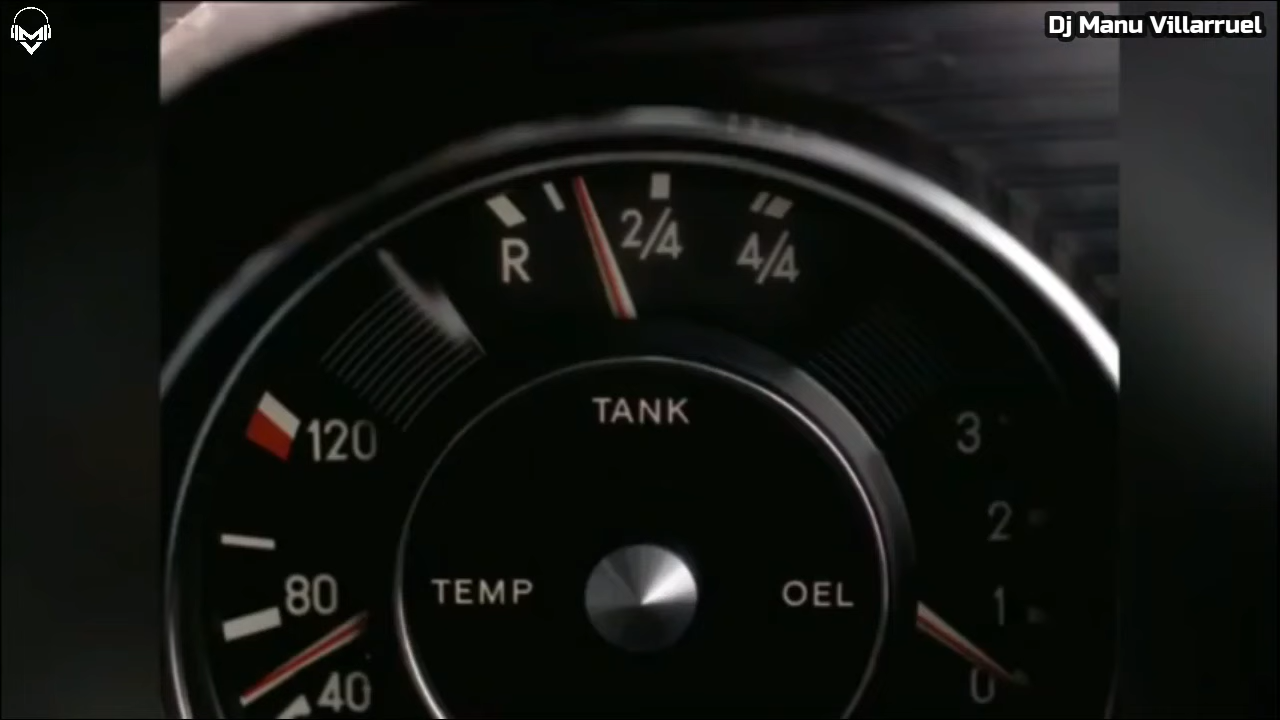 Dj Manu Villarruel
R 2/4 4/4
TANK
120
3
2
80
TEMP
OEL
1
40
0